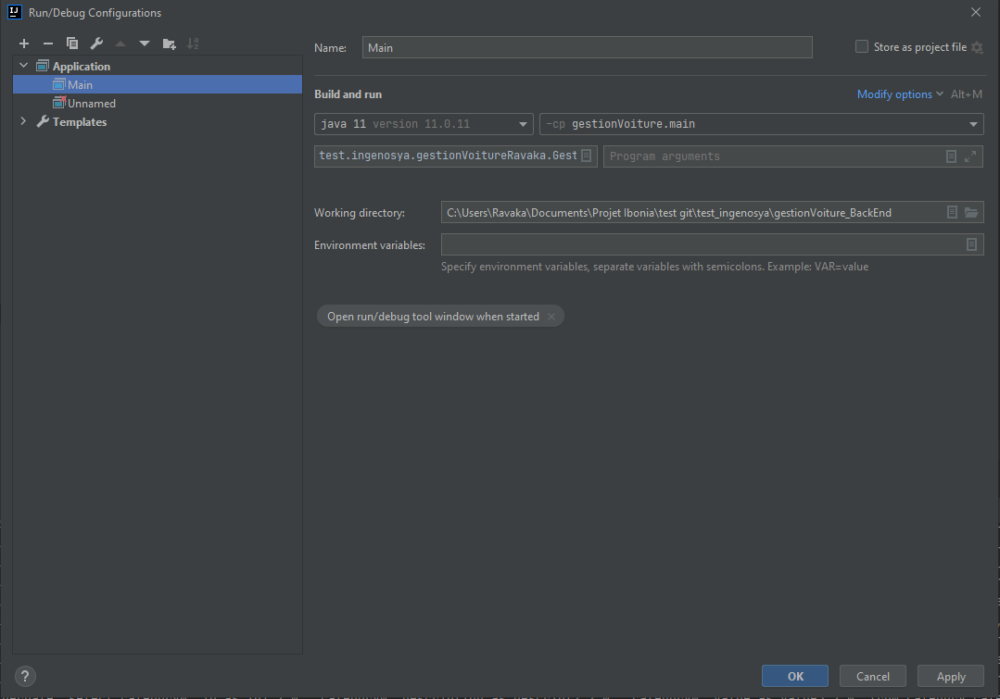 IJ
Run/Debug Configurations
Name:
Main
Store as project file
Application
Main
Unnamed
Templates
Build and run
Modify options
Alt+M
java 11 version 11.0.11
-cp gestionVoiture.main
test.ingenosya.gestionVoitureRavaka.Gest
Program arguments
Working directory:
C:\Users\Ravaka\Documents\Projet Ibonia\test git\test_ingenosya\gestionVoiture_BackEnd
Environment variables:
Specify environment variables, separate variables with semicolons. Example: VAR=value
Open run/debug tool window when started
?
OK
Cancel
Apply